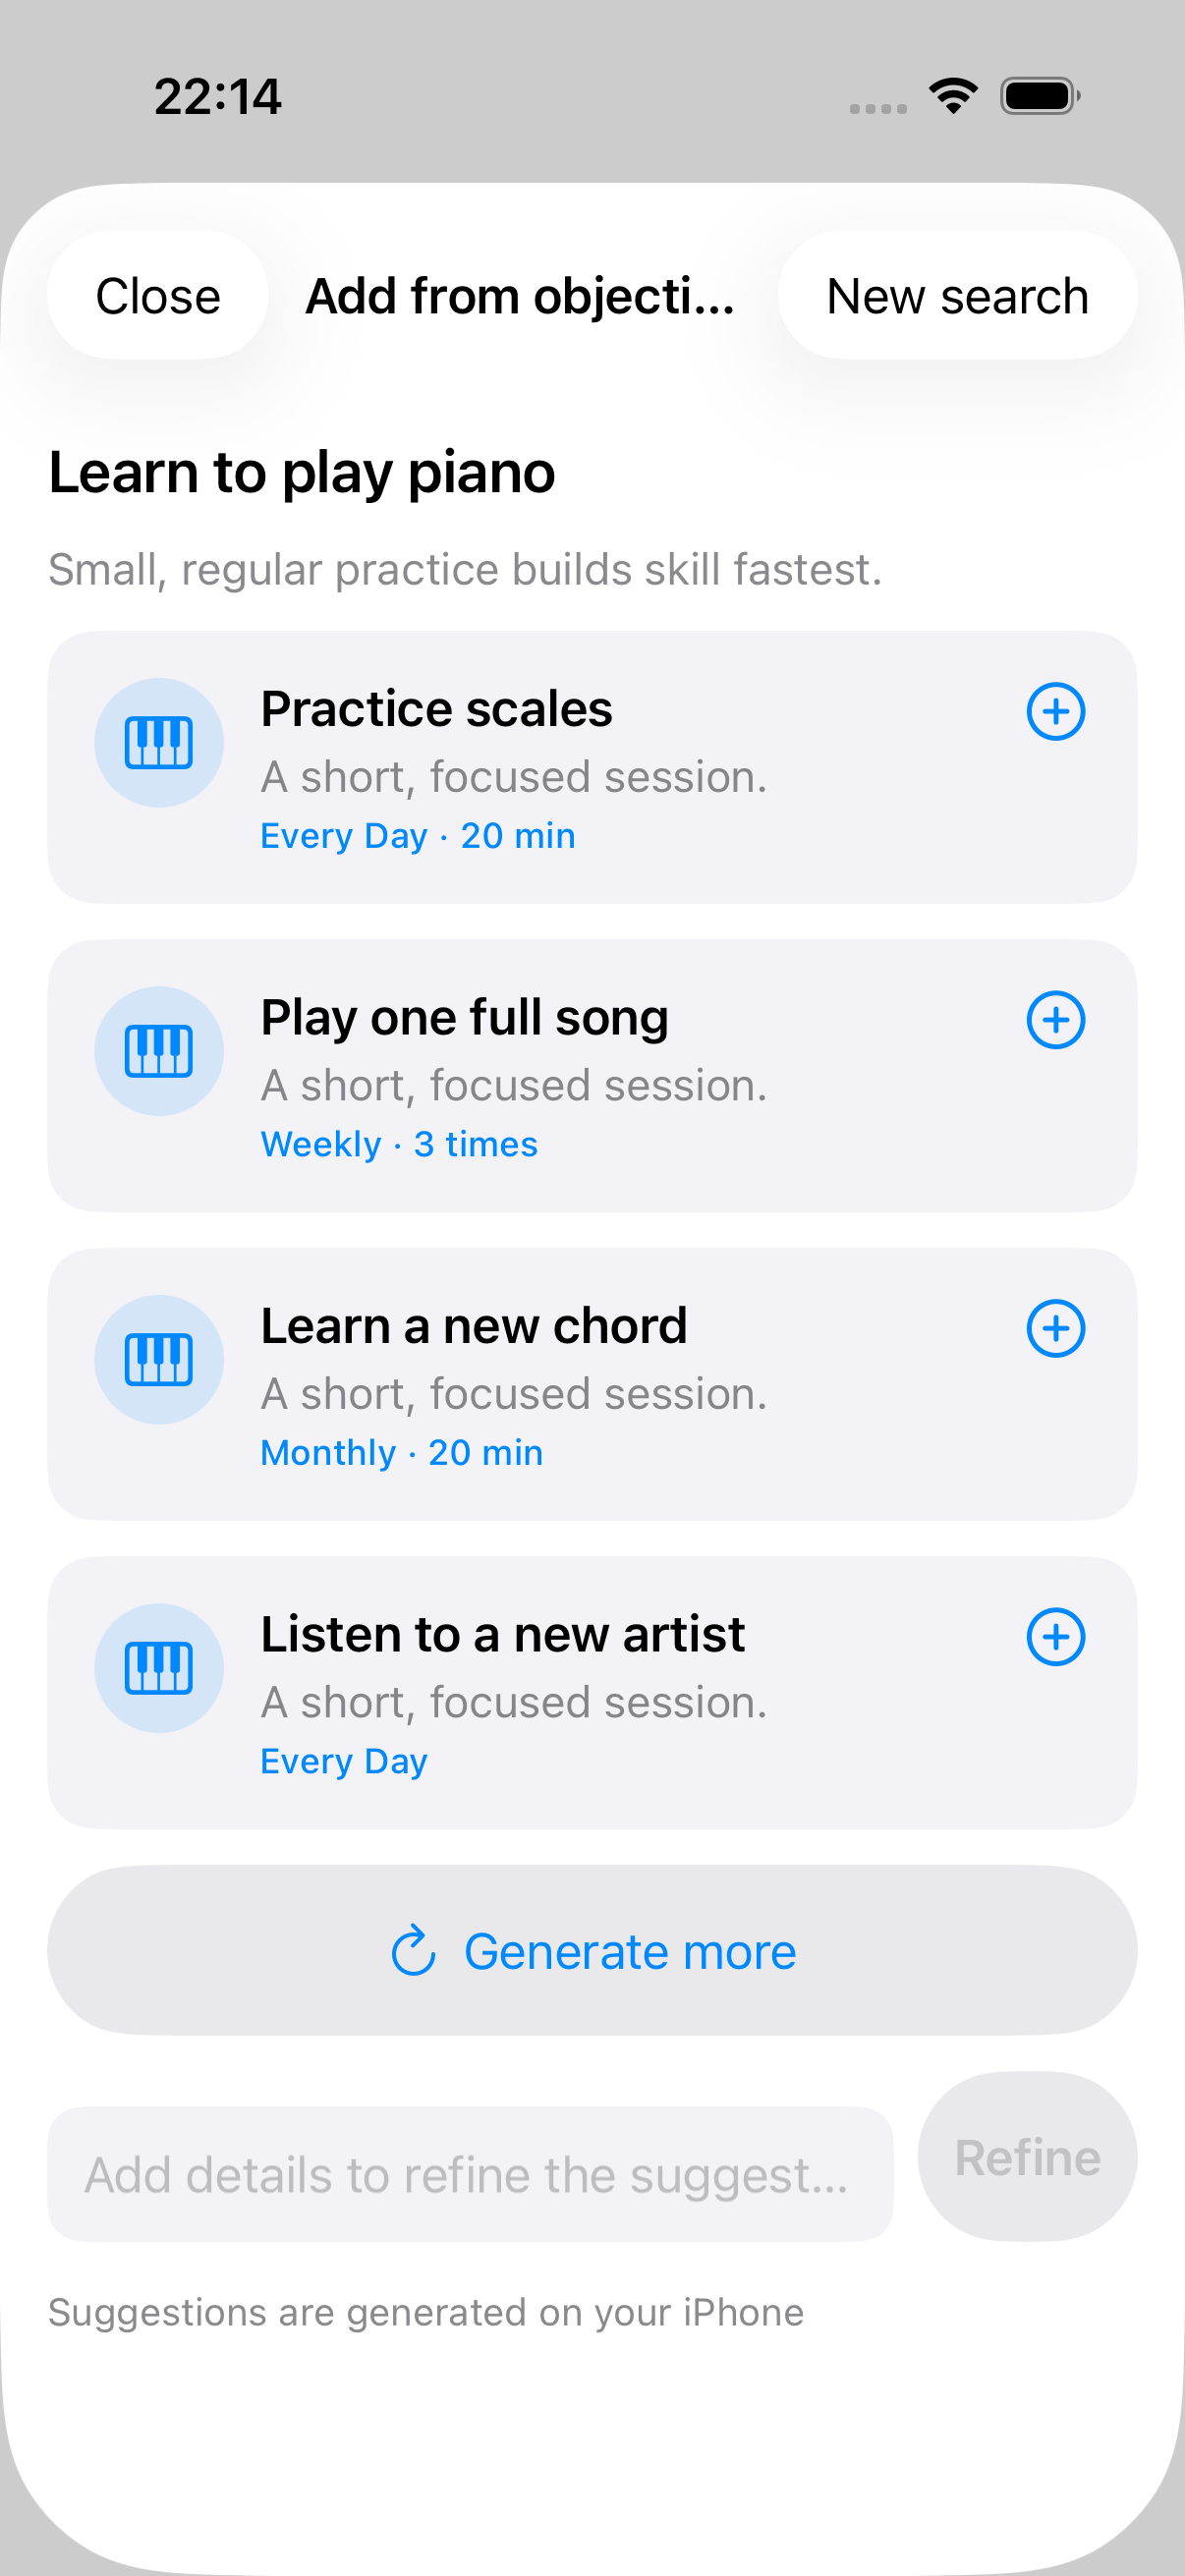 22:14
Close
Add from objecti...
New search
Learn to play piano
Small, regular practice builds skill fastest.
Practice scales
A short, focused session.
Every Day · 20 min
Play one full song
A short, focused session.
Weekly · 3 times
Learn a new chord
A short, focused session.
Monthly · 20 min
Listen to a new artist
A short, focused session.
Every Day
Generate more
Add details to refine the suggest...
Refine
Suggestions are generated on your iPhone